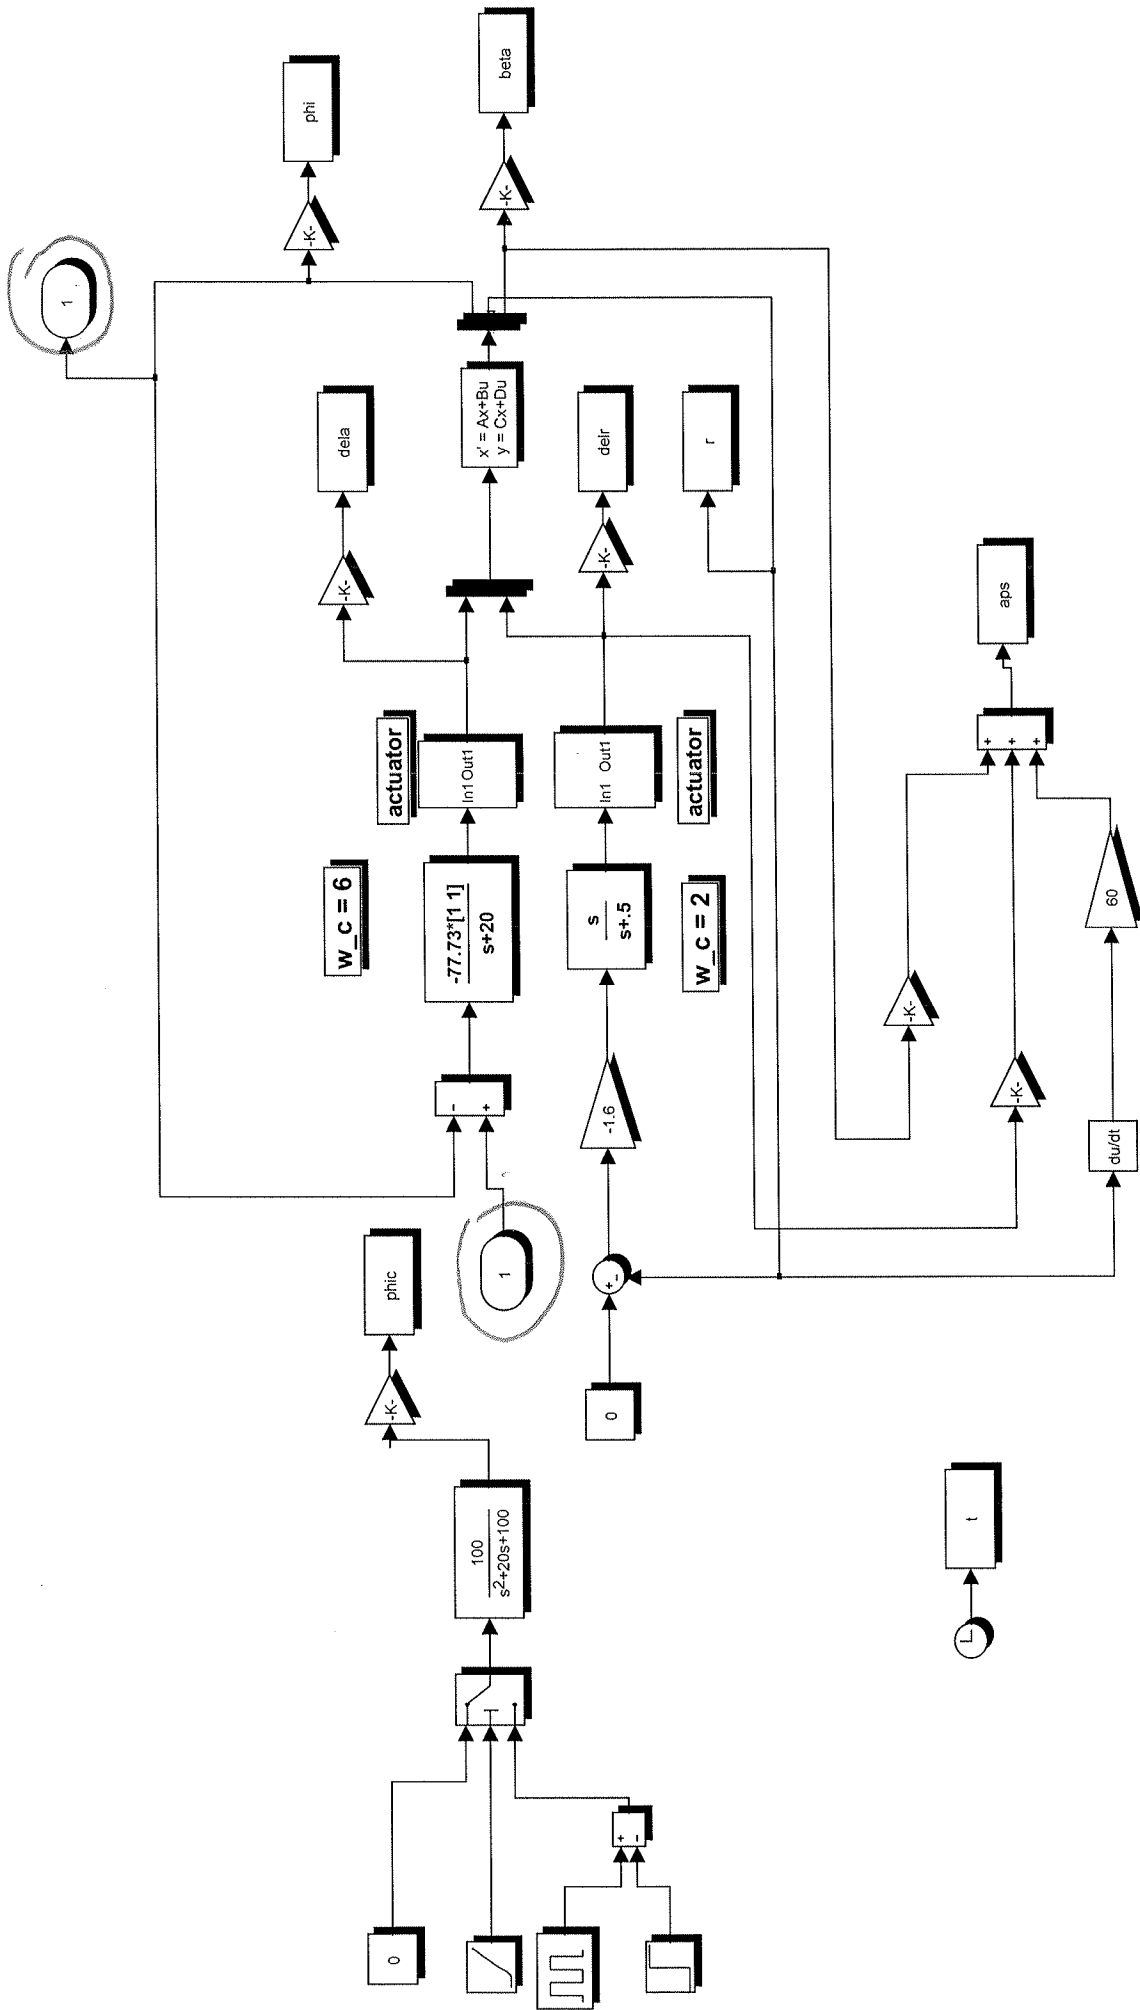 0
+
-
100
s²+20s+100
-K-
phic
t
0
+
-
1
-
+
-1.6
w_c = 6
-77.73*[1 1]
s+20
s
s+.5
w_c = 2
actuator
In1 Out1
In1 Out1
actuator
-K-
dela
-K-
delr
r
x' = Ax+Bu
y = Cx+Du
1
-K-
phi
-K-
beta
-K-
-K-
du/dt
60
+
+
+
aps